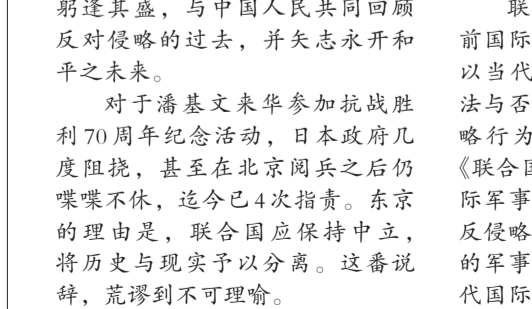 躬逢其盛，与中国人民共同回顾
反对侵略的过去，并矢志永开和
平之未来。
对于潘基文来华参加抗战胜
利70周年纪念活动，日本政府几
度阻挠，甚至在北京阅兵之后仍
喋喋不休，迄今已4次指责。东京
的理由是，联合国应保持中立，
将历史与现实予以分离。这番说
辞，荒谬到不可理喻。
联
前国际
以当代
法与否
略行为
《联合国
际军事
反侵略
的军事
代国际